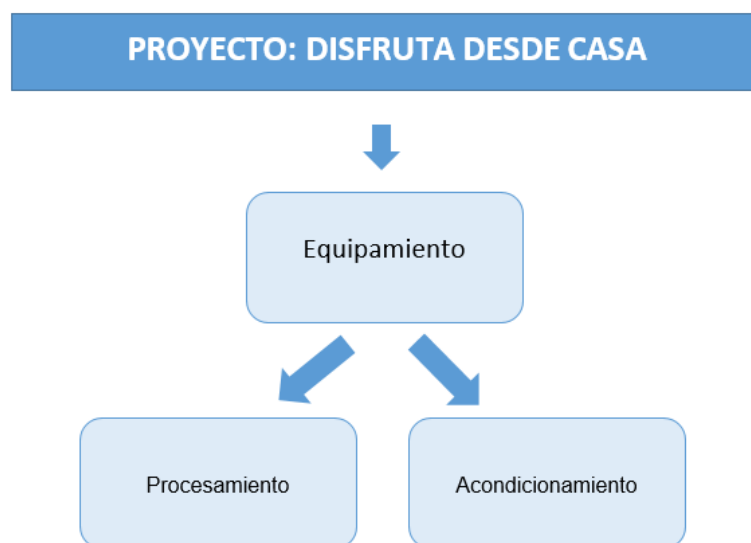 PROYECTO: DISFRUTA DESDE CASA
Equipamiento
Procesamiento
Acondicionamiento